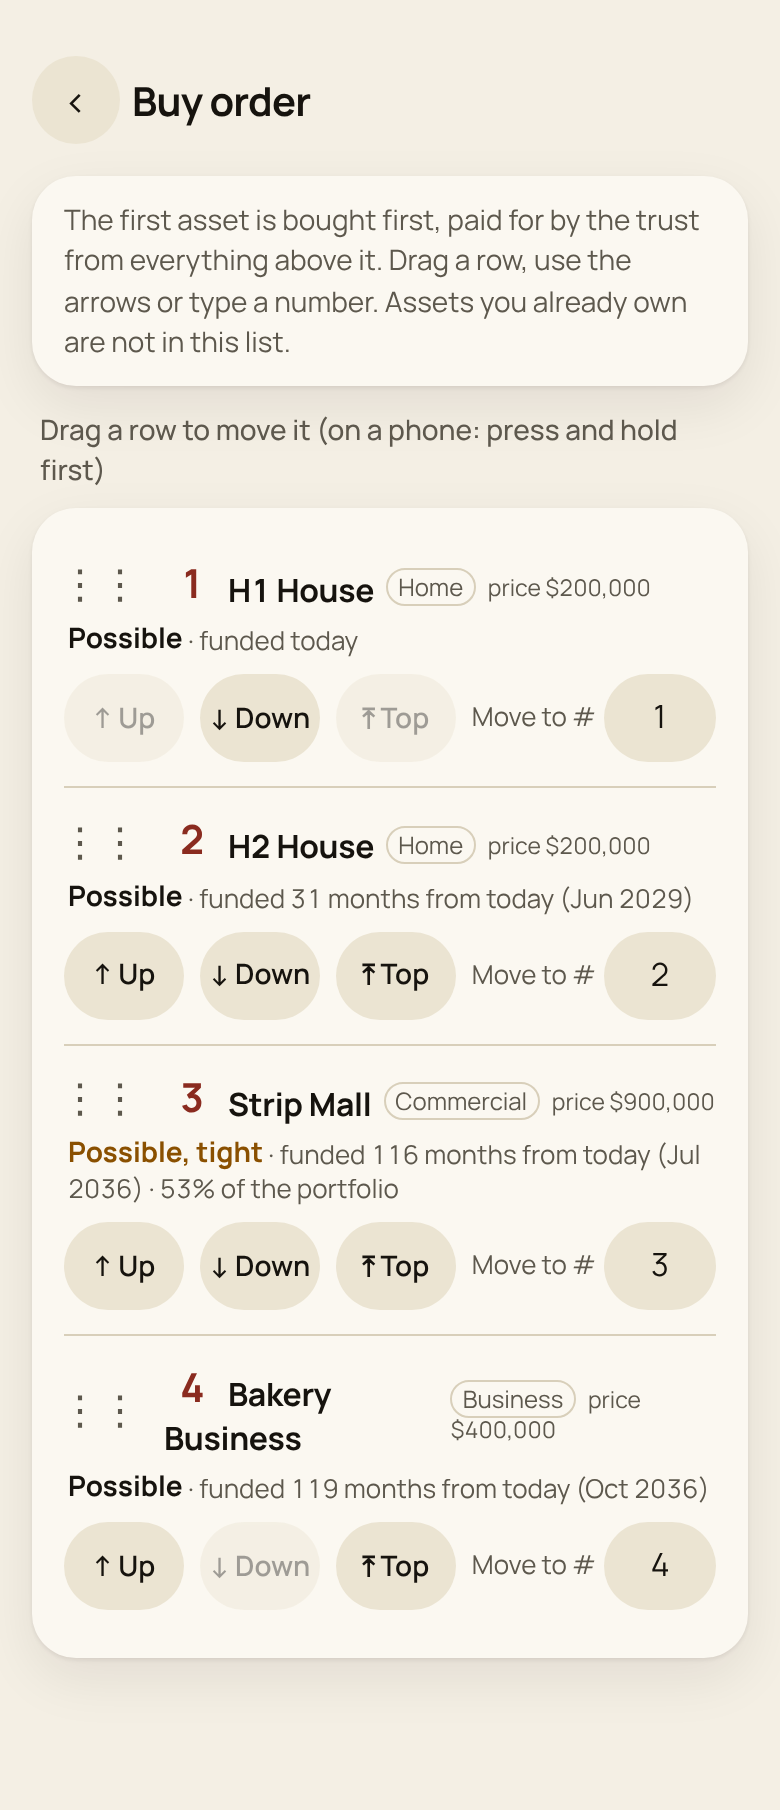 Buy order
The first asset is bought first, paid for by the trust
from everything above it. Drag a row, use the
arrows or type a number. Assets you already own
are not in this list.
Drag a row to move it (on a phone: press and hold
first)
1 H1 House Home price $200,000
Possible · funded today
↑ Up ↓ Down ⤒ Top Move to # 1
2 H2 House Home price $200,000
Possible · funded 31 months from today (Jun 2029)
↑ Up ↓ Down ⤒ Top Move to # 2
3 Strip Mall Commercial price $900,000
Possible, tight · funded 116 months from today (Jul
2036) · 53% of the portfolio
↑ Up ↓ Down ⤒ Top Move to # 3
4 Bakery Business price
Business $400,000
Possible · funded 119 months from today (Oct 2036)
↑ Up ↓ Down ⤒ Top Move to # 4